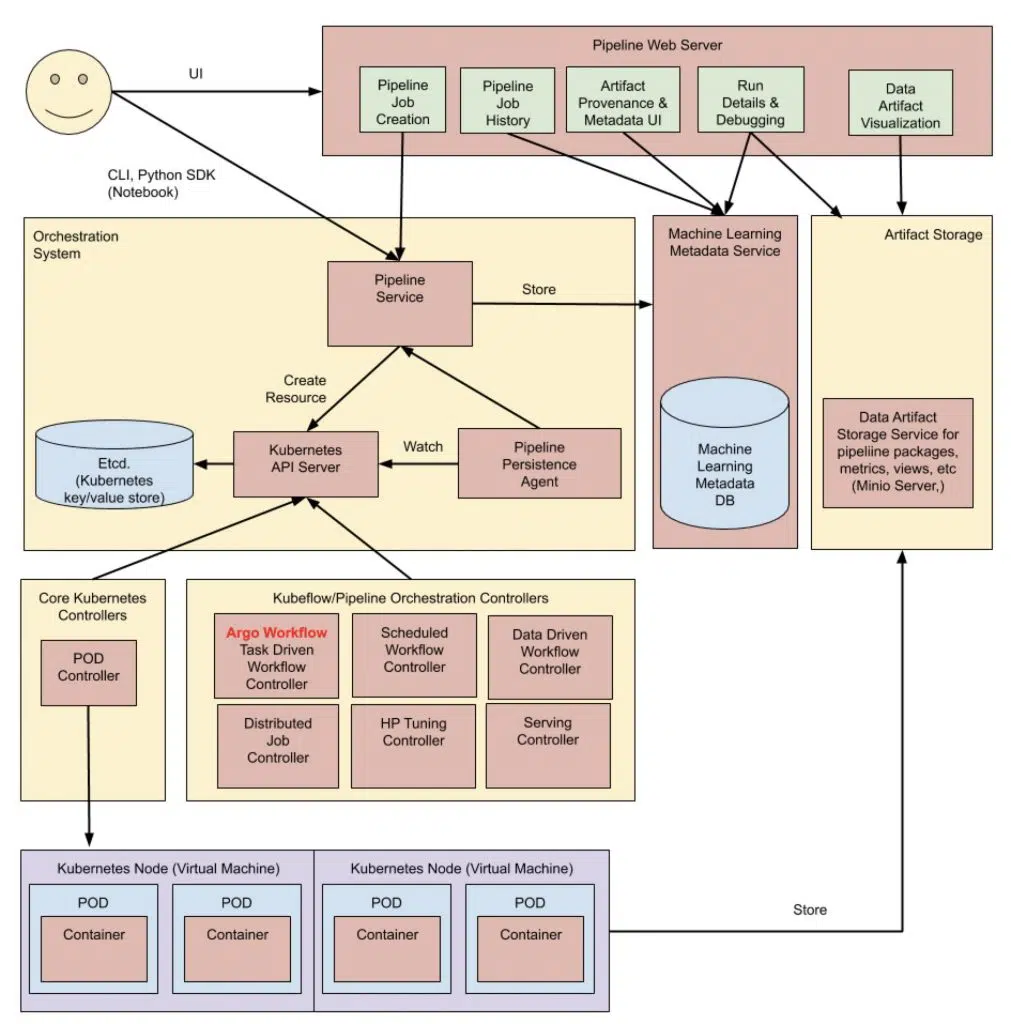 UI
Pipeline Web Server
Pipeline
Job
Creation
Pipeline
Job
History
Artifact
Provenance &
Metadata UI
Run
Details &
Debugging
Data
Artifact
Visualization
CLI, Python SDK
(Notebook)
Orchestration
System
Pipeline
Service
Store
Machine Learning
Metadata Service
Artifact Storage
Create
Resource
Etcd.
(Kubernetes
key/value store)
Kubernetes
API Server
Watch
Pipeline
Persistence
Agent
Machine
Learning
Metadata
DB
Data Artifact
Storage Service for
pipeliine packages,
metrics, views, etc
(Minio Server,)
Core Kubernetes
Controllers
POD
Controller
Kubeflow/Pipeline Orchestration Controllers
Argo Workflow
Task Driven
Workflow
Controller
Scheduled
Workflow
Controller
Data Driven
Workflow
Controller
Distributed
Job
Controller
HP Tuning
Controller
Serving
Controller
Kubernetes Node (Virtual Machine)
POD
Container
POD
Container
Kubernetes Node (Virtual Machine)
POD
Container
POD
Container
Store